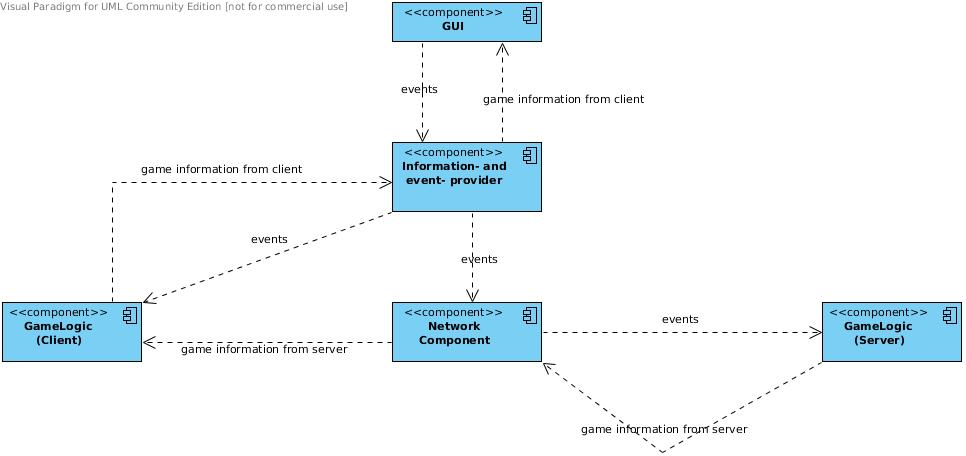 Visual Paradigm for UML Community Edition [not for commercial use]
<<component>>
GUI
events
game information from client
<<component>>
Information- and
event- provider
game information from client
events
events
<<component>>
GameLogic
(Client)
<<component>>
Network
Component
<<component>>
GameLogic
(Server)
events
game information from server
game information from server